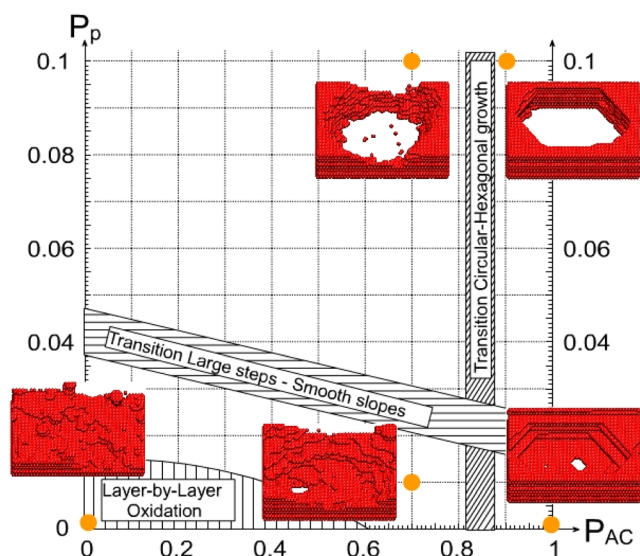 P_p
0.1
0.1
0.08
0.08
0.06
0.06
0.04
0.04
Transition Circular-Hexagonal growth
Transition Large steps - Smooth slopes
Layer-by-Layer
Oxidation
0
0
0.2
0.4
0.6
0.8
1
P_AC